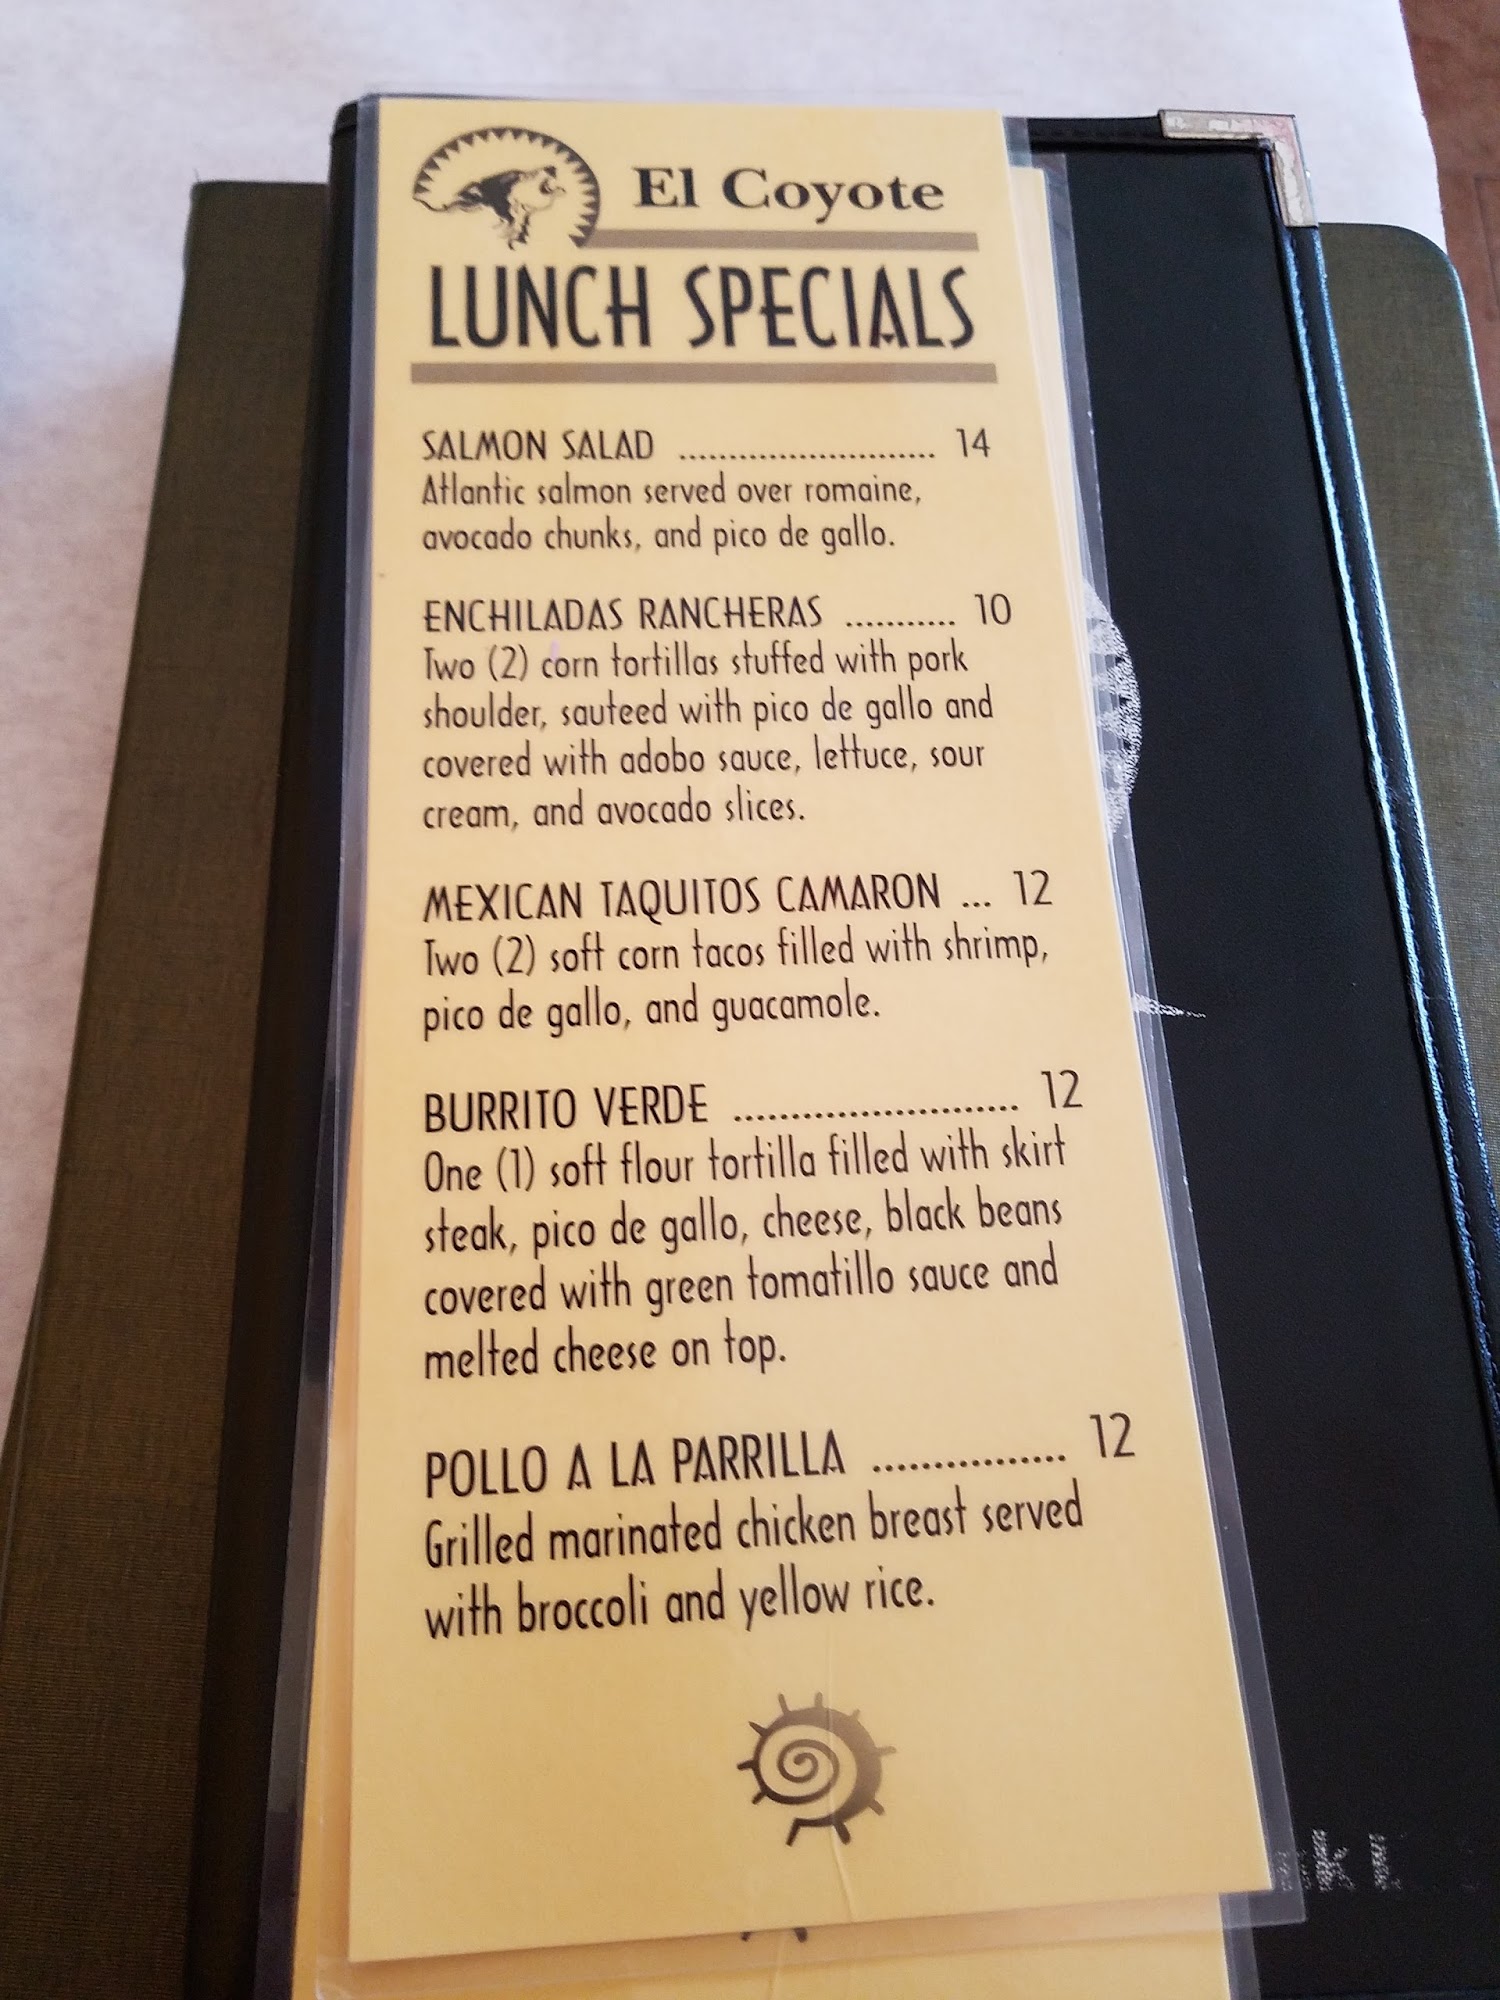 El Coyote
LUNCH SPECIALS
SALMON SALAD .......................... 14
Atlantic salmon served over romaine,
avocado chunks, and pico de gallo.
ENCHILADAS RANCHERAS ........... 10
Two (2) corn tortillas stuffed with pork
shoulder, sauteed with pico de gallo and
covered with adobo sauce, lettuce, sour
cream, and avocado slices.
MEXICAN TAQUITOS CAMARON ... 12
Two (2) soft corn tacos filled with shrimp,
pico de gallo, and guacamole.
BURRITO VERDE ......................... 12
One (1) soft flour tortilla filled with skirt
steak, pico de gallo, cheese, black beans
covered with green tomatillo sauce and
melted cheese on top.
POLLO A LA PARRILLA ................ 12
Grilled marinated chicken breast served
with broccoli and yellow rice.